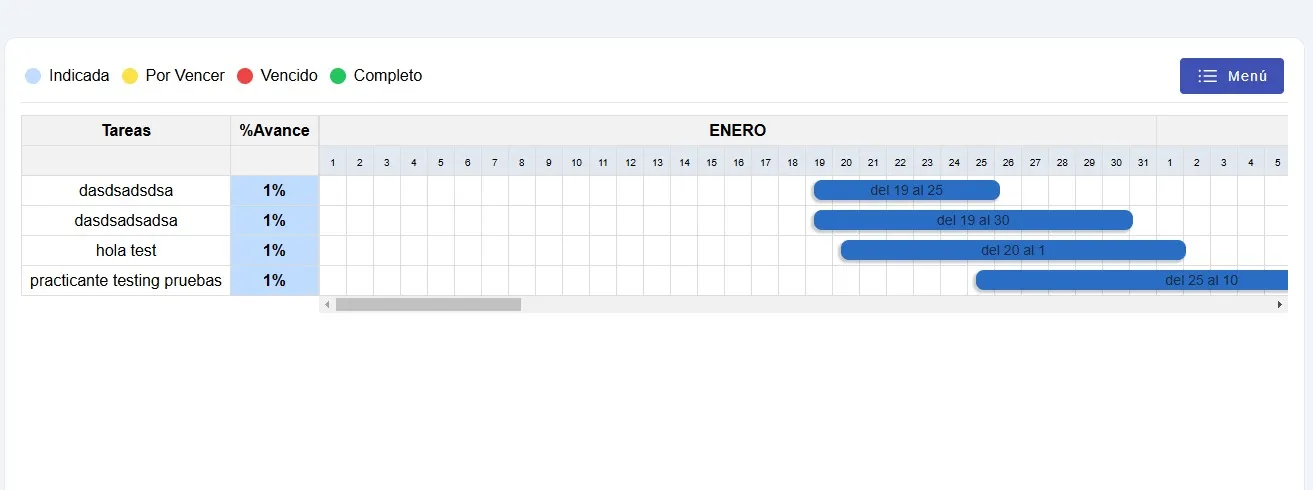 Indicada Por Vencer Vencido Completo Menú
Tareas %Avance ENERO
1 2 3 4 5 6 7 8 9 10 11 12 13 14 15 16 17 18 19 20 21 22 23 24 25 26 27 28 29 30 31 1 2 3 4 5
dasdsadsdsa 1% del 19 al 25
dasdsadsadsa 1% del 19 al 30
hola test 1% del 20 al 1
practicante testing pruebas 1% del 25 al 10